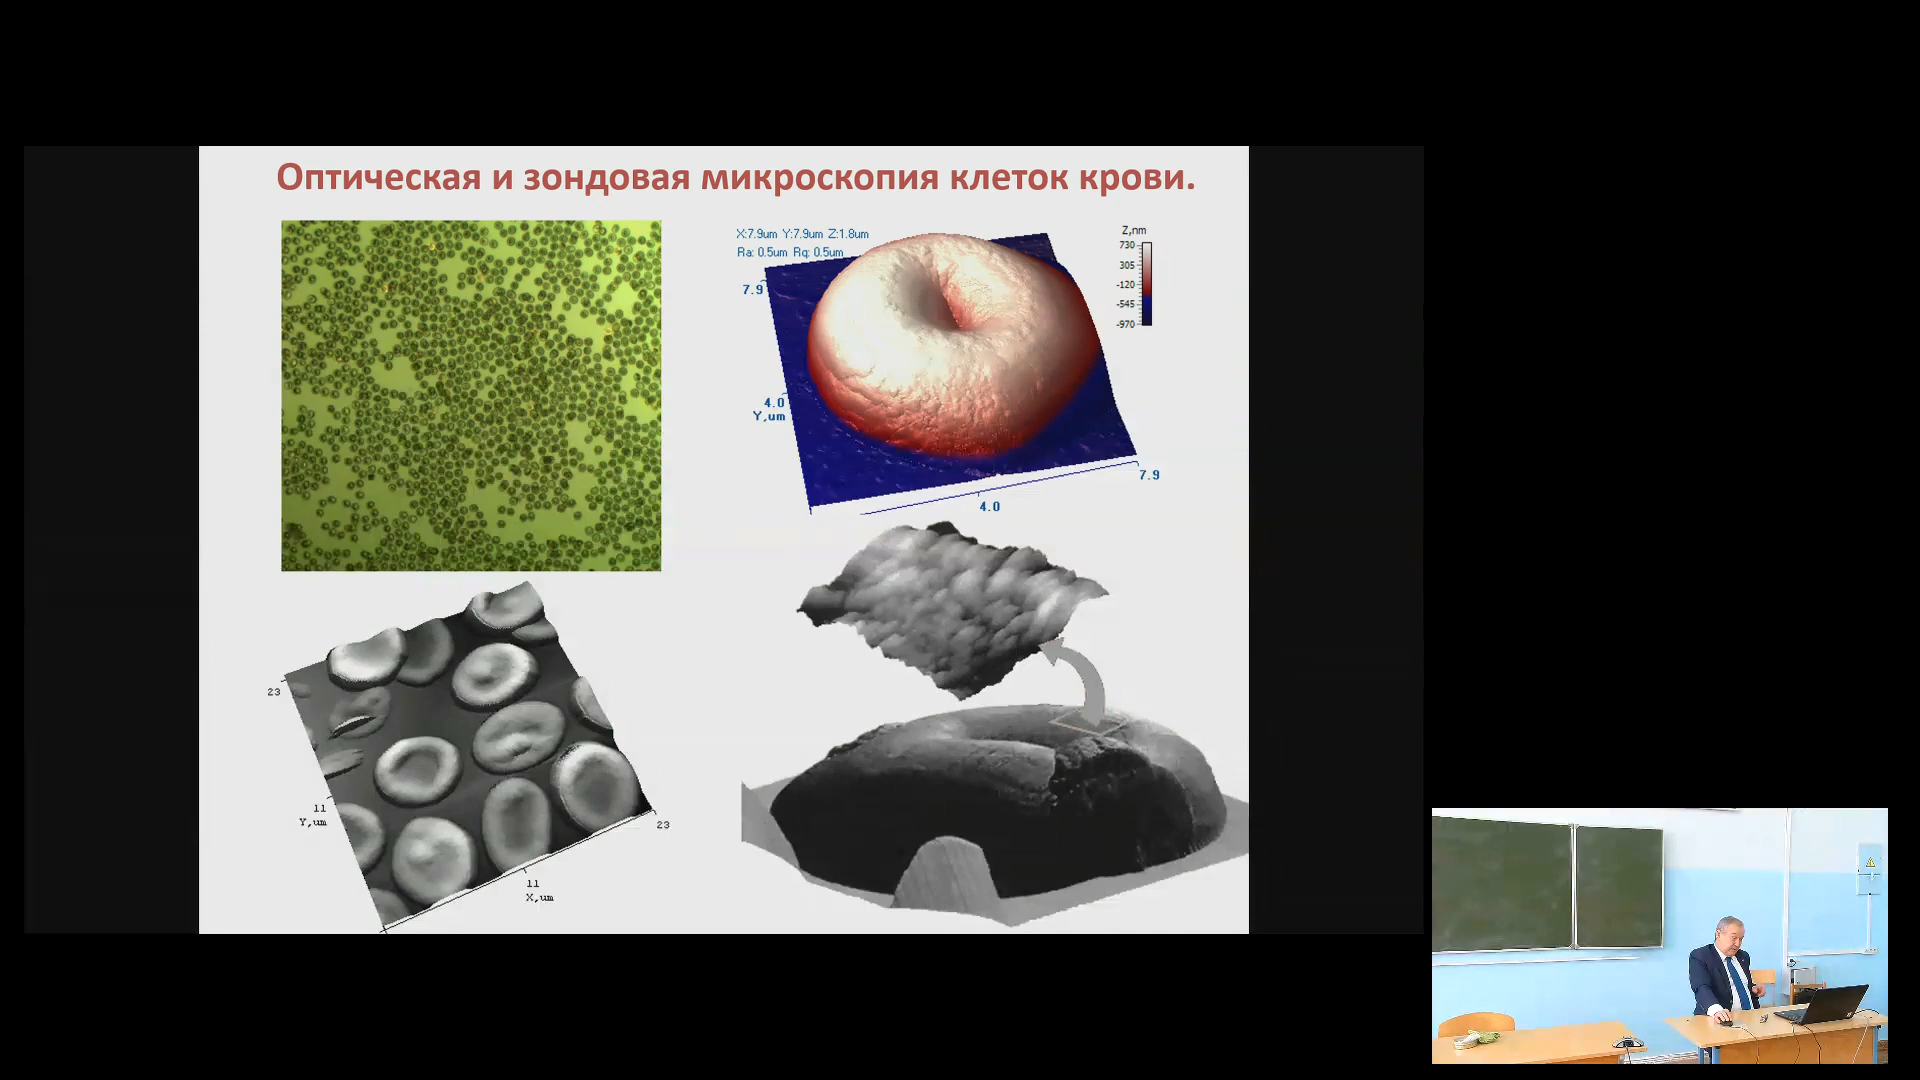 Оптическая и зондовая микроскопия клеток крови.
X:7.9um Y:7.9um Z:1.8um
Ra: 0.5um Rq: 0.5um
Z,nm
730
305
-120
-545
-970
7.9
4.0
Y,um
7.9
4.0
23
11
Y,um
23
11
X,um